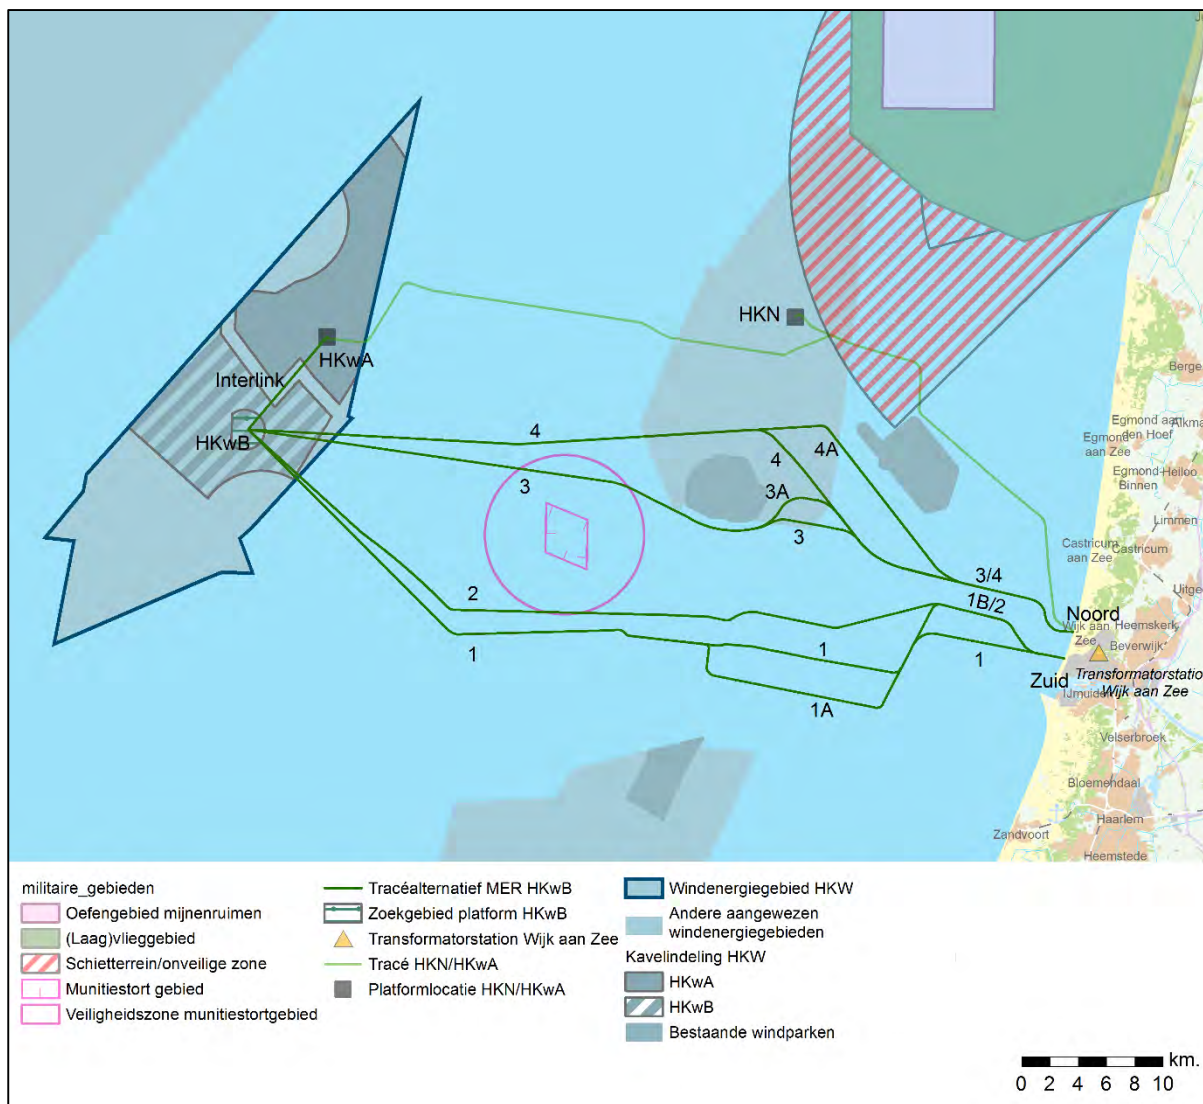 HKN
HKwA
Interlink
HKwB
4
4
4A
3
3A
3
3/4
1B/2
2
1
1
1
1A
Noord
Zuid
Transformatorstatio
Wijk aan Zee
Berge
Egmond aan
den Hoef
Alkma
Egmond
aan Zee
Egmond-
Binnen
Heiloo
Limmen
Castricum
aan Zee
Castricum
Uitge
Wijk aan
Zee
Heemskerk
Beverwijk
IJmuiden
Velserbroek
Bloemendaal
Haarlem
Zandvoort
Heemstede
militaire_gebieden
Oefengebied mijnenruimen
(Laag)vlieggebied
Schietterrein/onveilige zone
Munitiestort gebied
Veiligheidszone munitiestortgebied
Tracéalternatief MER HKwB
Zoekgebied platform HKwB
Transformatorstation Wijk aan Zee
Tracé HKN/HKwA
Platformlocatie HKN/HKwA
Windenergiegebied HKW
Andere aangewezen
windenergiegebieden
Kavelindeling HKW
HKwA
HKwB
Bestaande windparken
km.
0 2 4 6 8 10